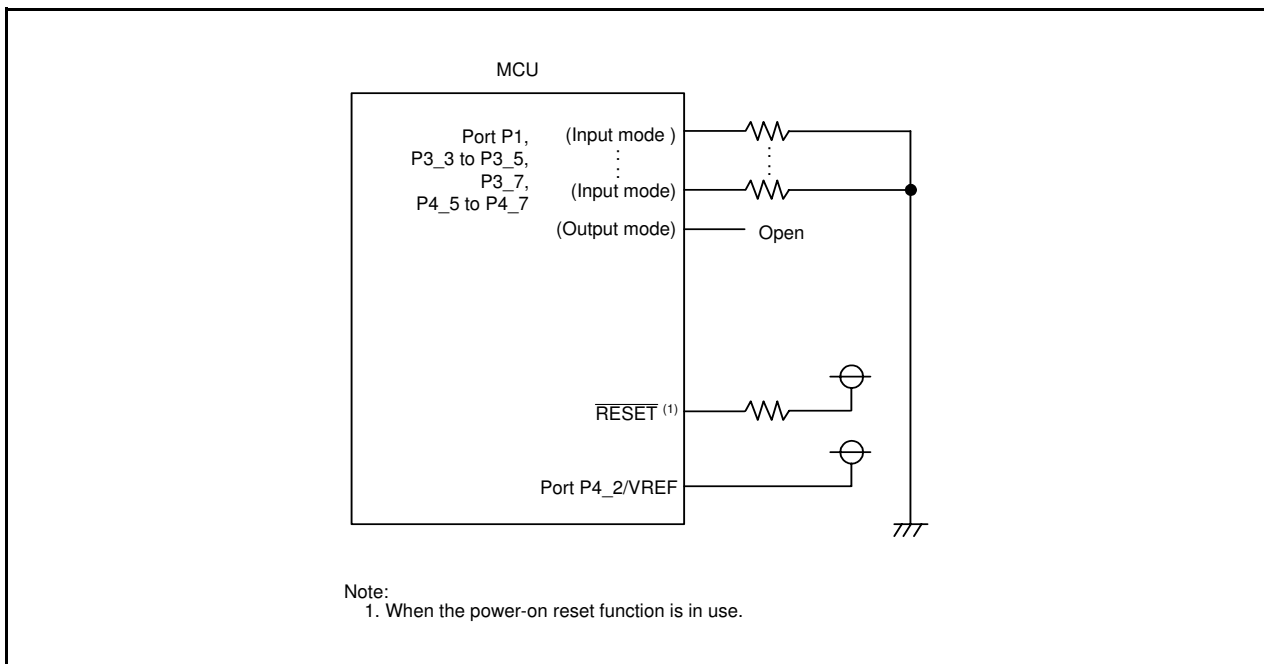 MCU
Port P1, (Input mode )
P3_3 to P3_5,
P3_7, (Input mode)
P4_5 to P4_7
(Output mode) Open
RESET (1)
Port P4_2/VREF
Note:
1. When the power-on reset function is in use.